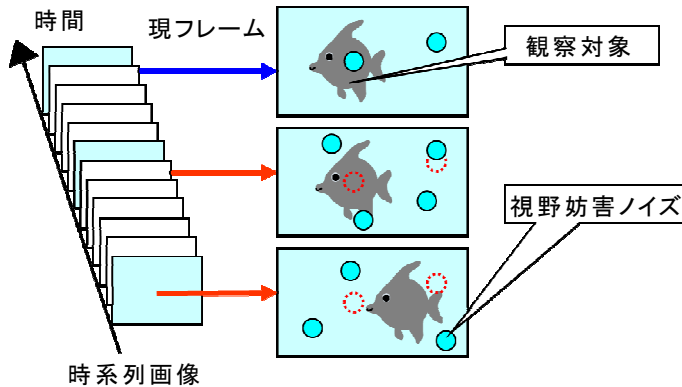 時間
現フレーム
観察対象
視野妨害ノイズ
時系列画像